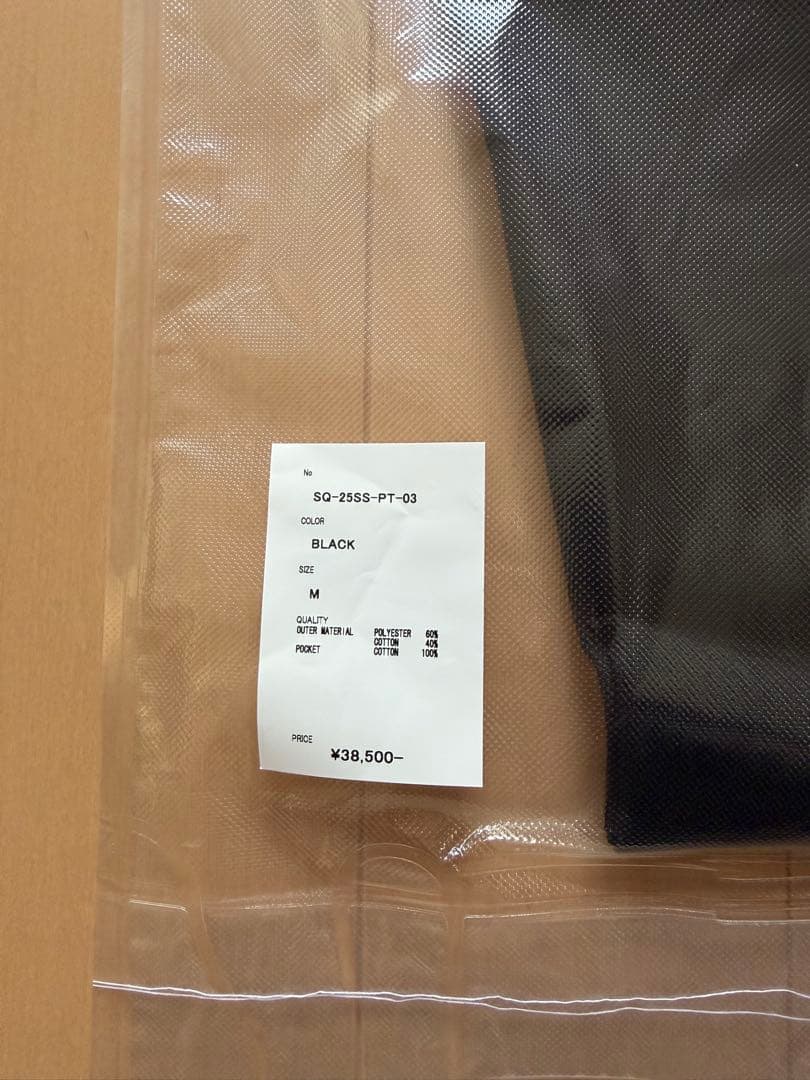 No
SQ-25SS-PT-03
COLOR
BLACK
SIZE
M
QUALITY
OUTER MATERIAL POLYESTER 60%
COTTON 40%
POCKET COTTON 100%
PRICE
¥38,500-